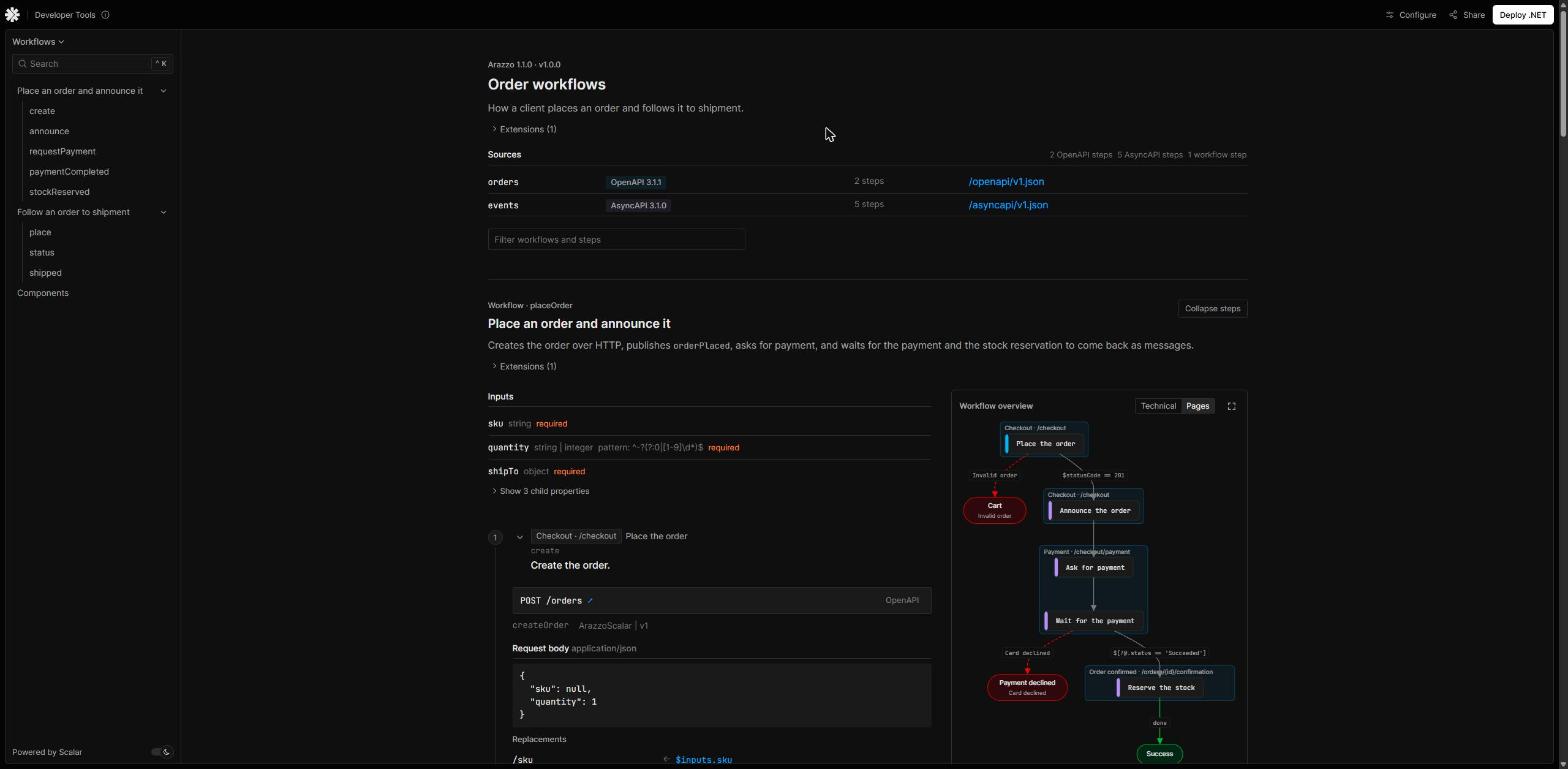 Developer Tools
Configure
Share
Deploy .NET
Workflows
Search
^ K
Place an order and announce it
create
announce
requestPayment
paymentCompleted
stockReserved
Follow an order to shipment
place
status
shipped
Components
Powered by Scalar
Arazzo 1.1.0 · v1.0.0
Order workflows
How a client places an order and follows it to shipment.
Extensions (1)
Sources
2 OpenAPI steps 5 AsyncAPI steps 1 workflow step
orders OpenAPI 3.1.1 2 steps /openapi/v1.json
events AsyncAPI 3.1.0 5 steps /asyncapi/v1.json
Filter workflows and steps
Workflow · placeOrder
Collapse steps
Place an order and announce it
Creates the order over HTTP, publishes orderPlaced, asks for payment, and waits for the payment and the stock reservation to come back as messages.
Extensions (1)
Inputs
sku string required
quantity string | integer pattern: ^-?(?:0|[1-9]\d*)$ required
shipTo object required
Show 3 child properties
1
Checkout · /checkout Place the order
create
Create the order.
POST /orders
OpenAPI
createOrder ArazzoScalar | v1
Request body application/json
{
"sku": null,
"quantity": 1
}
Replacements
/sku ← $inputs.sku
Workflow overview
Technical
Pages
Checkout · /checkout
Place the order
Invalid order
$statusCode == 201
Cart
Invalid order
Checkout · /checkout
Announce the order
Payment · /checkout/payment
Ask for payment
Wait for the payment
Card declined
$[?@.status == 'Succeeded']
Payment declined
Card declined
Order confirmed · /orders/{id}/confirmation
Reserve the stock
done
Success